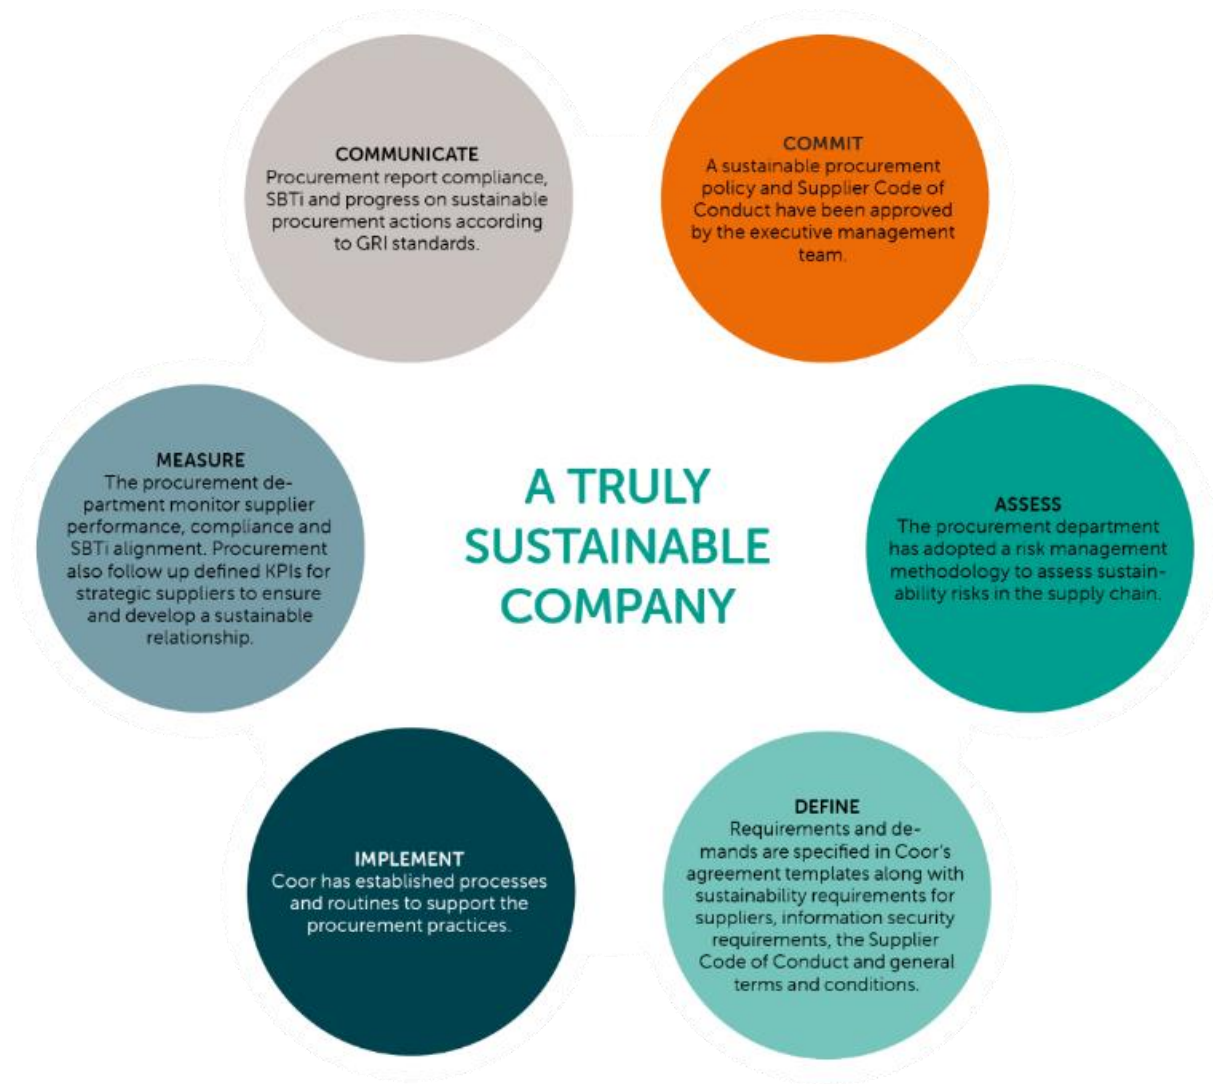 COMMUNICATE
Procurement report compliance,
SBTi and progress on sustainable
procurement actions according
to GRI standards.
COMMIT
A sustainable procurement
policy and Supplier Code of
Conduct have been approved
by the executive management
team.
MEASURE
The procurement de-
partment monitor supplier
performance, compliance and
SBTi alignment. Procurement
also follow up defined KPIs for
strategic suppliers to ensure
and develop a sustainable
relationship.
A TRULY
SUSTAINABLE
COMPANY
ASSESS
The procurement department
has adopted a risk management
methodology to assess sustain-
ability risks in the supply chain.
IMPLEMENT
Coor has established processes
and routines to support the
procurement practices.
DEFINE
Requirements and de-
mands are specified in Coor's
agreement templates along with
sustainability requirements for
suppliers, information security
requirements, the Supplier
Code of Conduct and general
terms and conditions.